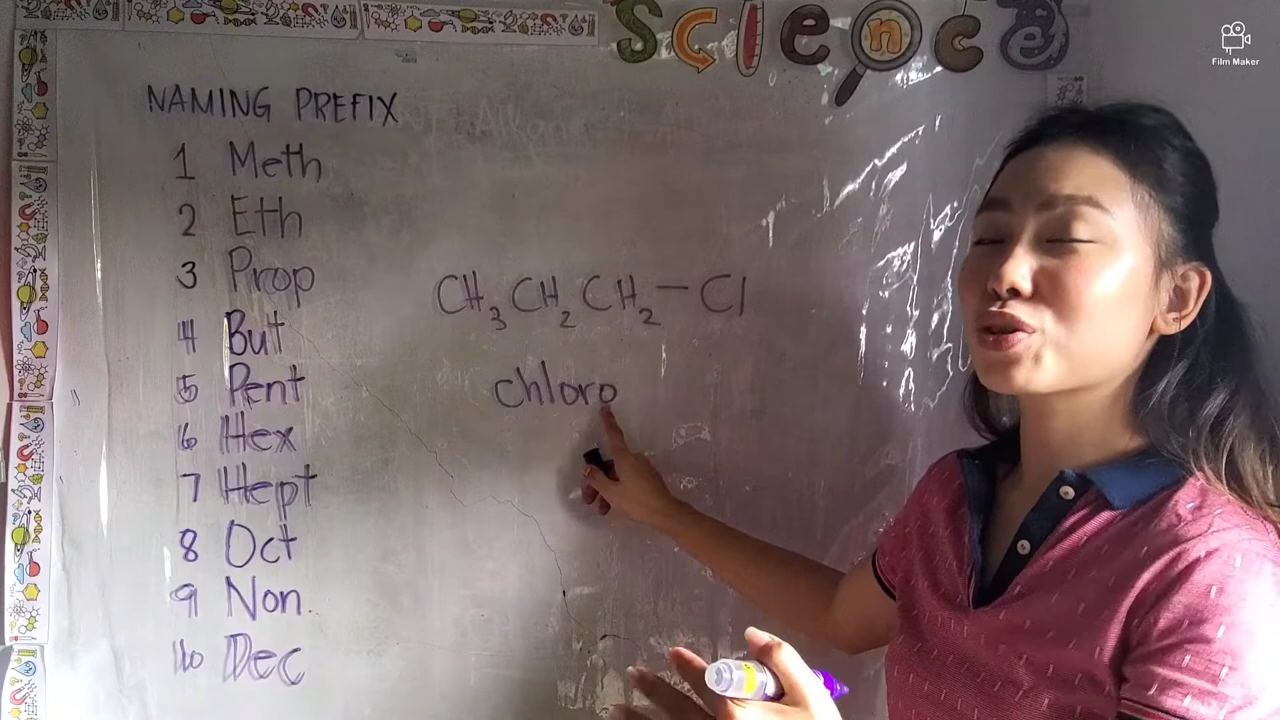 Science
Film Maker
NAMING PREFIX
1 Meth
2 Eth
3 Prop
4 But
5 Pent
6 Hex
7 Hept
8 Oct
9 Non
10 Dec
CH₃CH₂CH₂—Cl
chloro